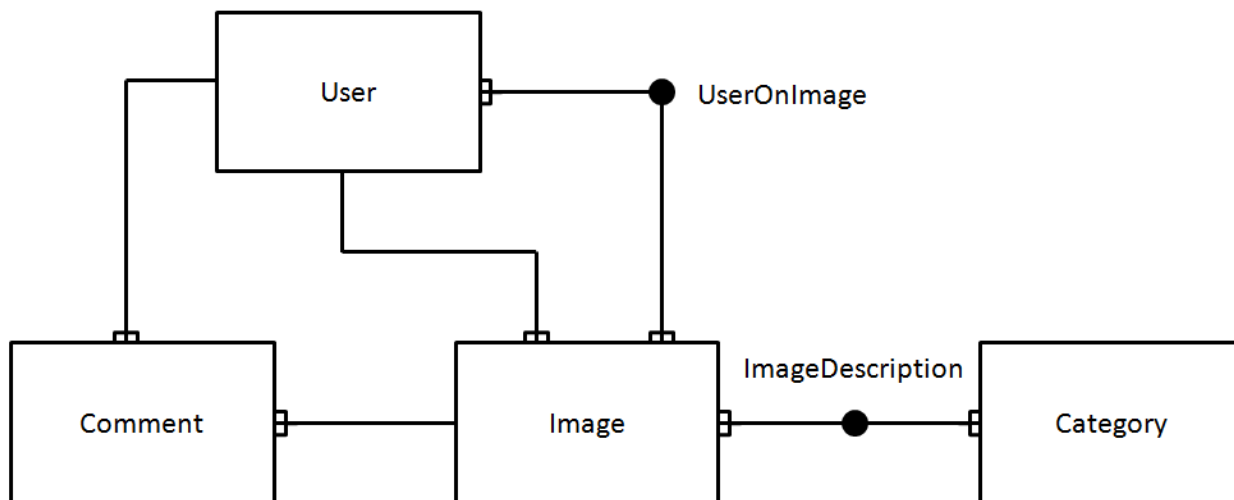 User
UserOnImage
ImageDescription
Comment
Image
Category